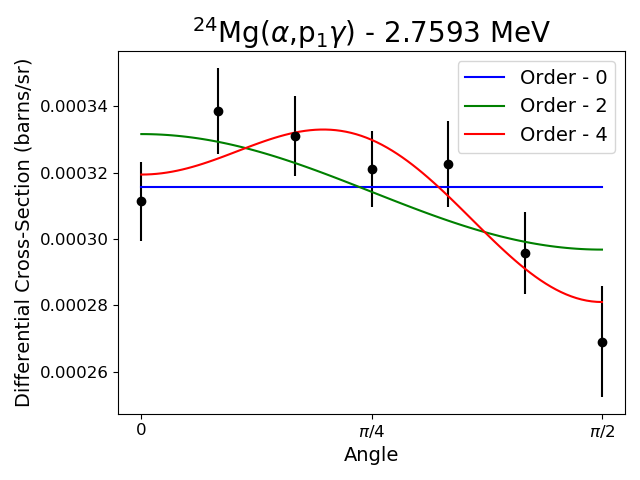 ²⁴Mg(α,p₁γ) - 2.7593 MeV
Differential Cross-Section (barns/sr)
0.00034
0.00032
0.00030
0.00028
0.00026
Order - 0
Order - 2
Order - 4
0 π/4 π/2
Angle